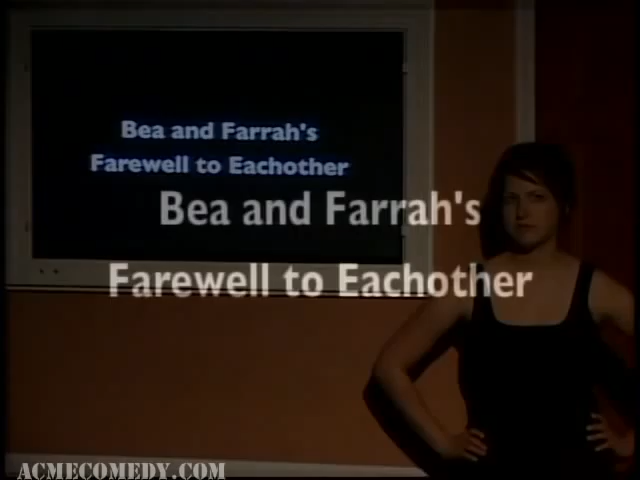 Bea and Farrah's
Farewell to Eachother
Bea and Farrah's
Farewell to Eachother
ACMECOMEDY.COM